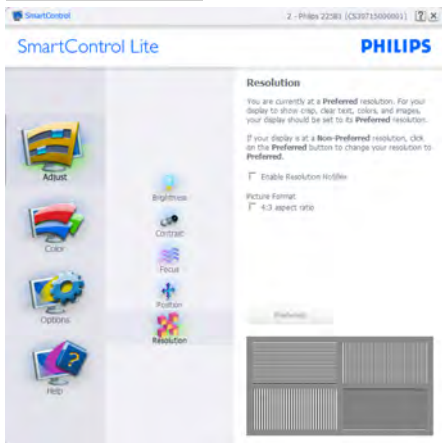 SmartControl
2 - Philips 225B1 (CS39715000001)
SmartControl Lite
PHILIPS
Resolution
You are currently at a Preferred resolution. For your
display to show crisp, clear text, colors, and images,
your display should be set to its Preferred resolution.
If your display is at a Non-Preferred resolution, click
on the Preferred button to change your resolution to
Preferred.
Enable Resolution Notifier
Picture Format
4:3 aspect ratio
Preferred
Adjust
Color
Options
Help
Brightness
Contrast
Focus
Position
Resolution